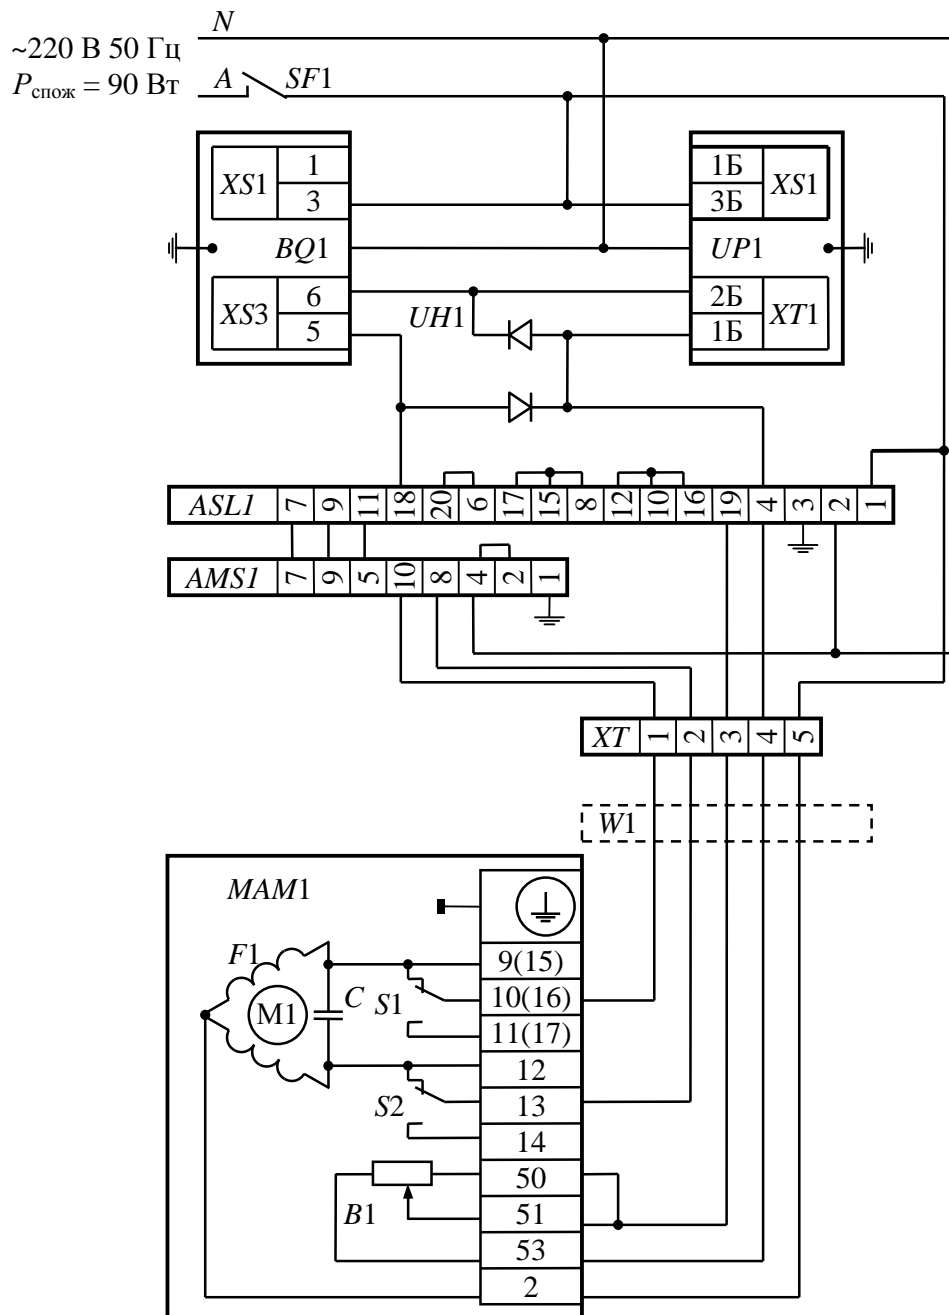 N
~220 В 50 Гц
A SF1
Pспож = 90 Вт
XS1 1 1Б XS1
3 3Б
BQ1 UP1
XS3 6 UH1 2Б XT1
5 1Б
ASL1 7 9 11 18 20 6 17 15 8 12 10 16 19 4 3 2 1
AMS1 7 9 5 10 8 4 2 1
XT 1 2 3 4 5
W1
MAM1
F1 9(15)
M1 C S1 10(16)
11(17)
12
S2 13
14
50
B1 51
53
2